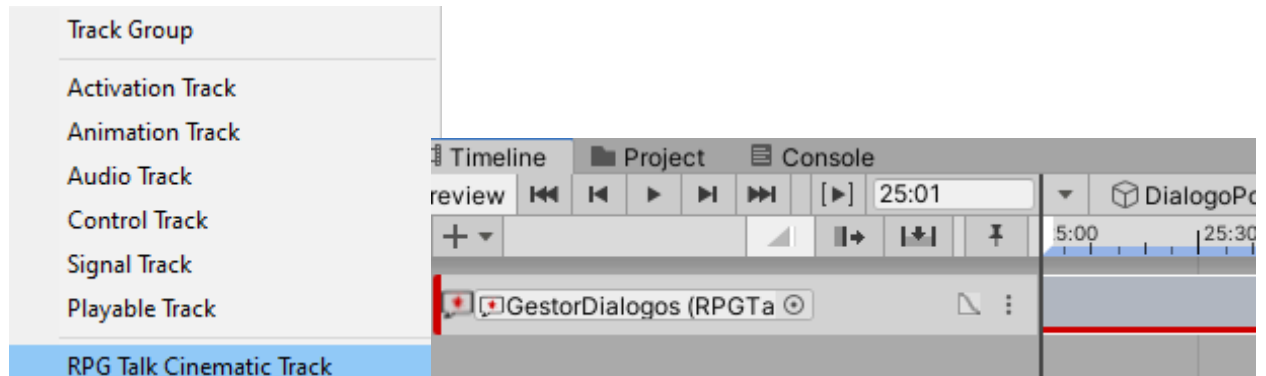 Track Group
Activation Track
Animation Track
Audio Track
Control Track
Signal Track
Playable Track
RPG Talk Cinematic Track
Timeline Project Console
review 25:01 DialogoPo
5:00 25:30
GestorDialogos (RPGTa